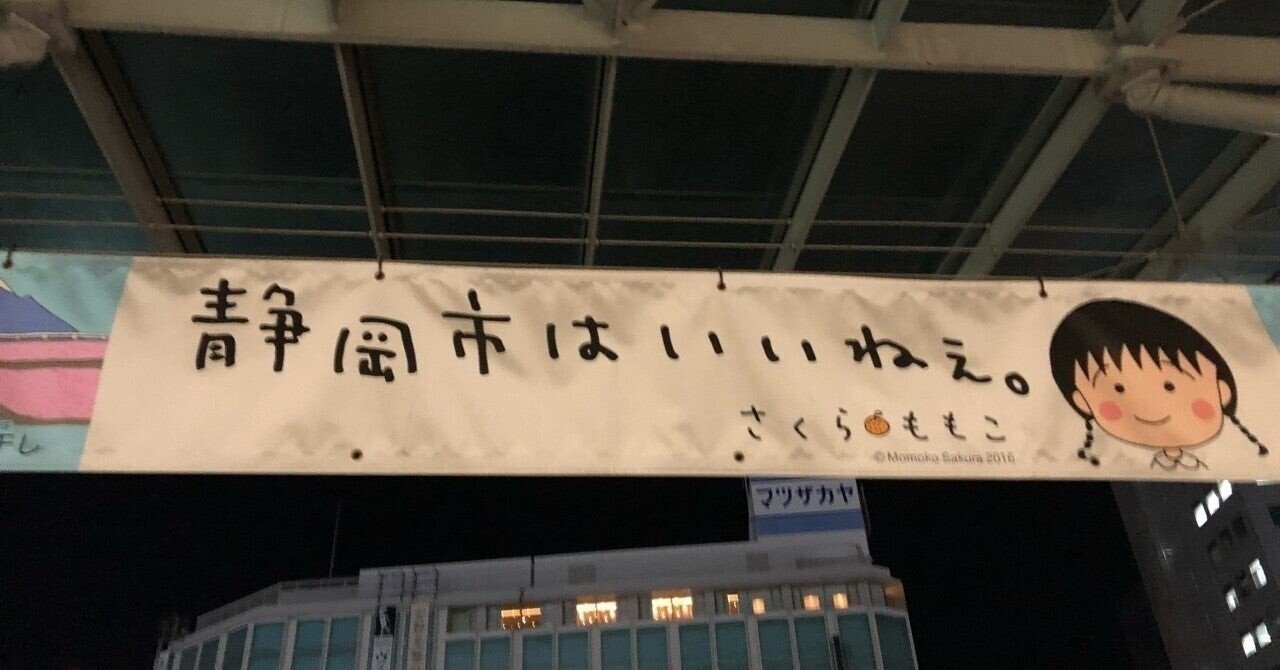 静岡市はいいねぇ。
さくらももこ
©Momoko Sakura 2016
マツザカヤ